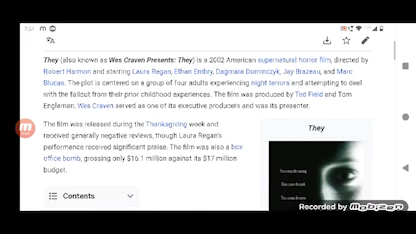 3:51
They (also known as Wes Craven Presents: They) is a 2002 American supernatural horror film, directed by
Robert Harmon and starring Laura Regan, Ethan Embry, Dagmara Dominczyk, Jay Brazeau, and Marc
Blucas. The plot is centered on a group of four adults experiencing night terrors and attempting to deal
with the fallout from their prior childhood experiences. The film was produced by Ted Field and Tom
Engleman; Wes Craven served as one of its executive producers and was its presenter.
The film was released during the Thanksgiving week and
received generally negative reviews, though Laura Regan's
performance received significant praise. The film was also a box
office bomb, grossing only $16.1 million against its $17 million
budget.
Contents
They
Recorded by Mobizen